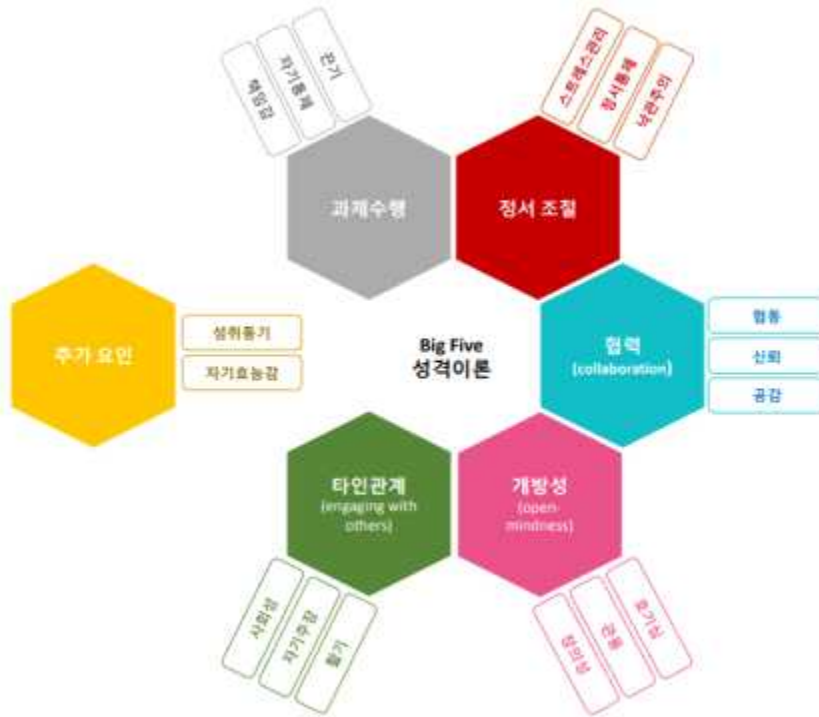 책임감
자기통제
끈기
스트레스관리
정서통제
낙관주의
과제수행
정서 조절
추가 요인
성취동기
자기효능감
Big Five
성격이론
협력
(collaboration)
협동
신뢰
공감
타인관계
(engaging with
others)
개방성
(open-
mindness)
사회성
자기주장
활기
창의성
관용
호기심